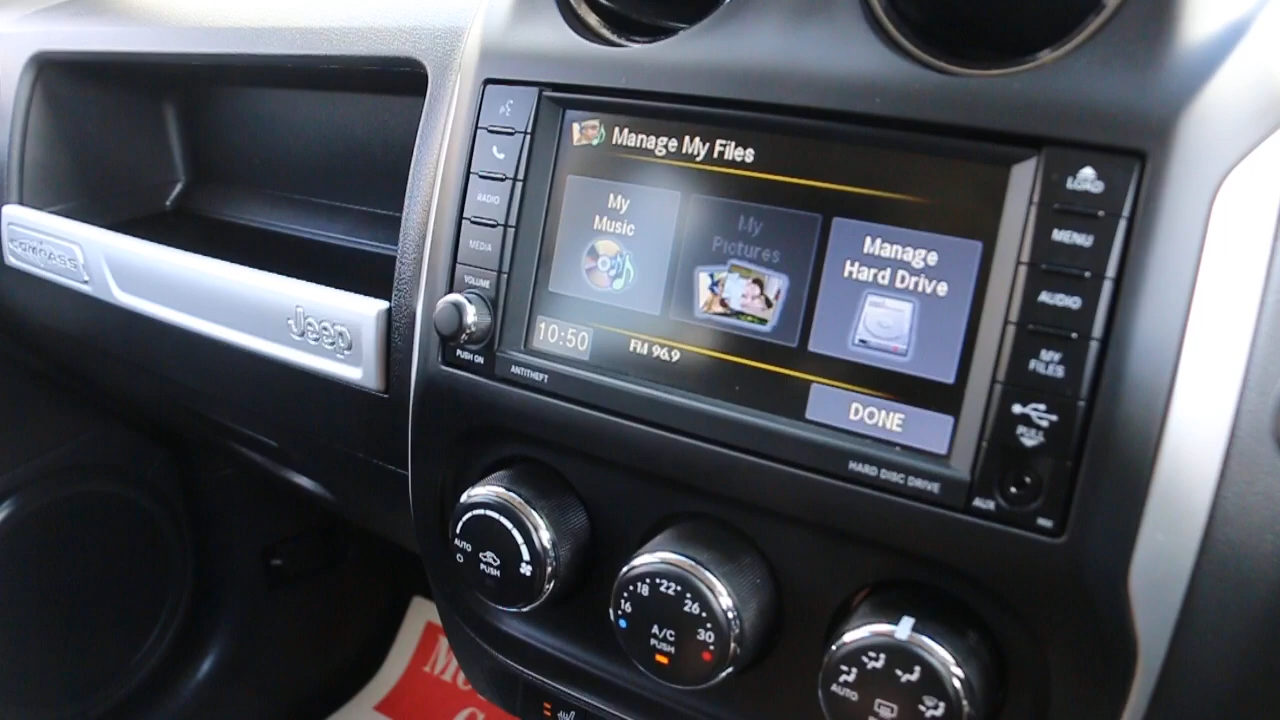 COMPASS
Jeep
RADIO
MEDIA
VOLUME
PUSH ON
ANTITHEFT
Manage My Files
My
Music
My
Pictures
Manage
Hard Drive
10:50
FM 96.9
DONE
HARD DISC DRIVE
LOAD
MENU
AUDIO
MY
FILES
PULL
AUX
AUTO
O
PUSH
16
18
22
26
30
A/C
PUSH
AUTO